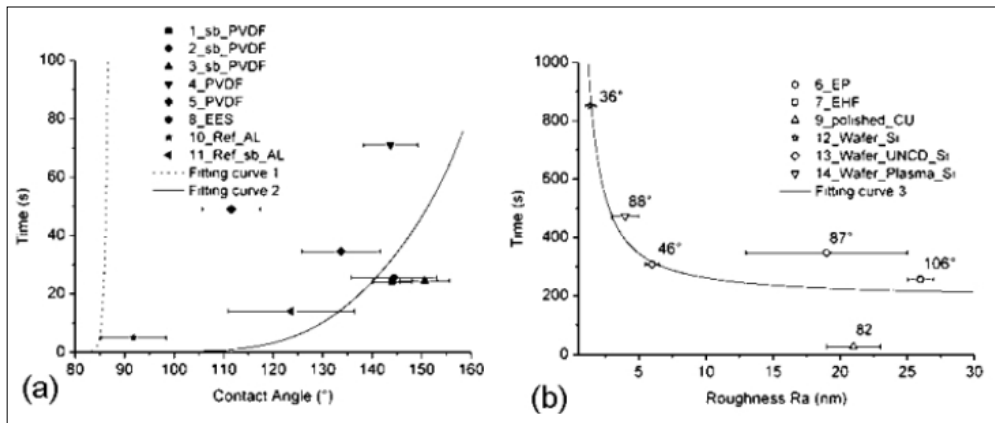 1_sb_PVDF
2_sb_PVDF
3_sb_PVDF
4_PVDF
5_PVDF
8_EES
10_Ref_AL
11_Ref_sb_AL
Fitting curve 1
Fitting curve 2
100
80
60
40
20
0
Time (s)
80 90 100 110 120 130 140 150 160
Contact Angle (°)
(a)
6_EP
7_EHF
9_polished_CU
12_Wafer_Si
13_Wafer_UNCD_Si
14_Wafer_Plasma_Si
Fitting curve 3
1000
800
600
400
200
0
Time (s)
36°
88°
46°
87°
106°
82
5 10 15 20 25 30
Roughness Ra (nm)
(b)